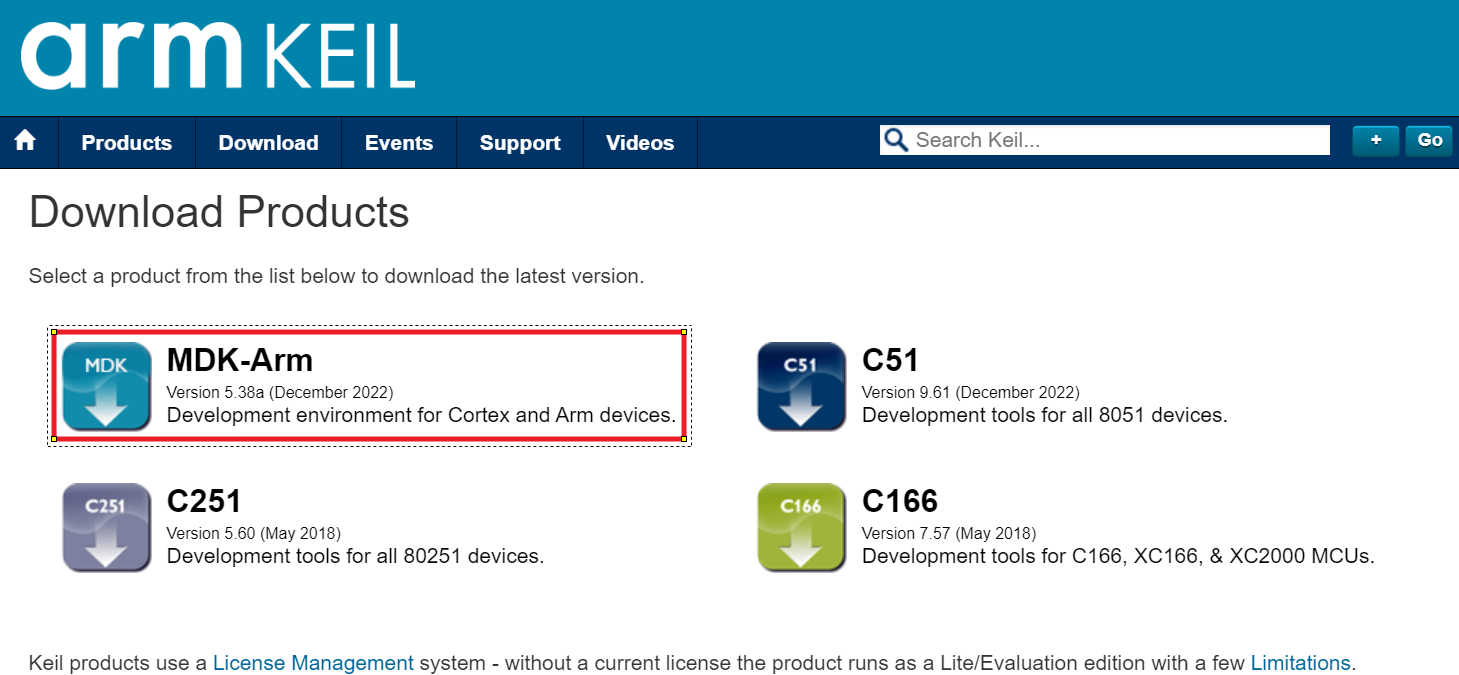 arm KEIL
Products Download Events Support Videos Search Keil... + Go
Download Products
Select a product from the list below to download the latest version.
MDK
MDK-Arm
Version 5.38a (December 2022)
Development environment for Cortex and Arm devices.
C51
C51
Version 9.61 (December 2022)
Development tools for all 8051 devices.
C251
C251
Version 5.60 (May 2018)
Development tools for all 80251 devices.
C166
C166
Version 7.57 (May 2018)
Development tools for C166, XC166, & XC2000 MCUs.
Keil products use a License Management system - without a current license the product runs as a Lite/Evaluation edition with a few Limitations.